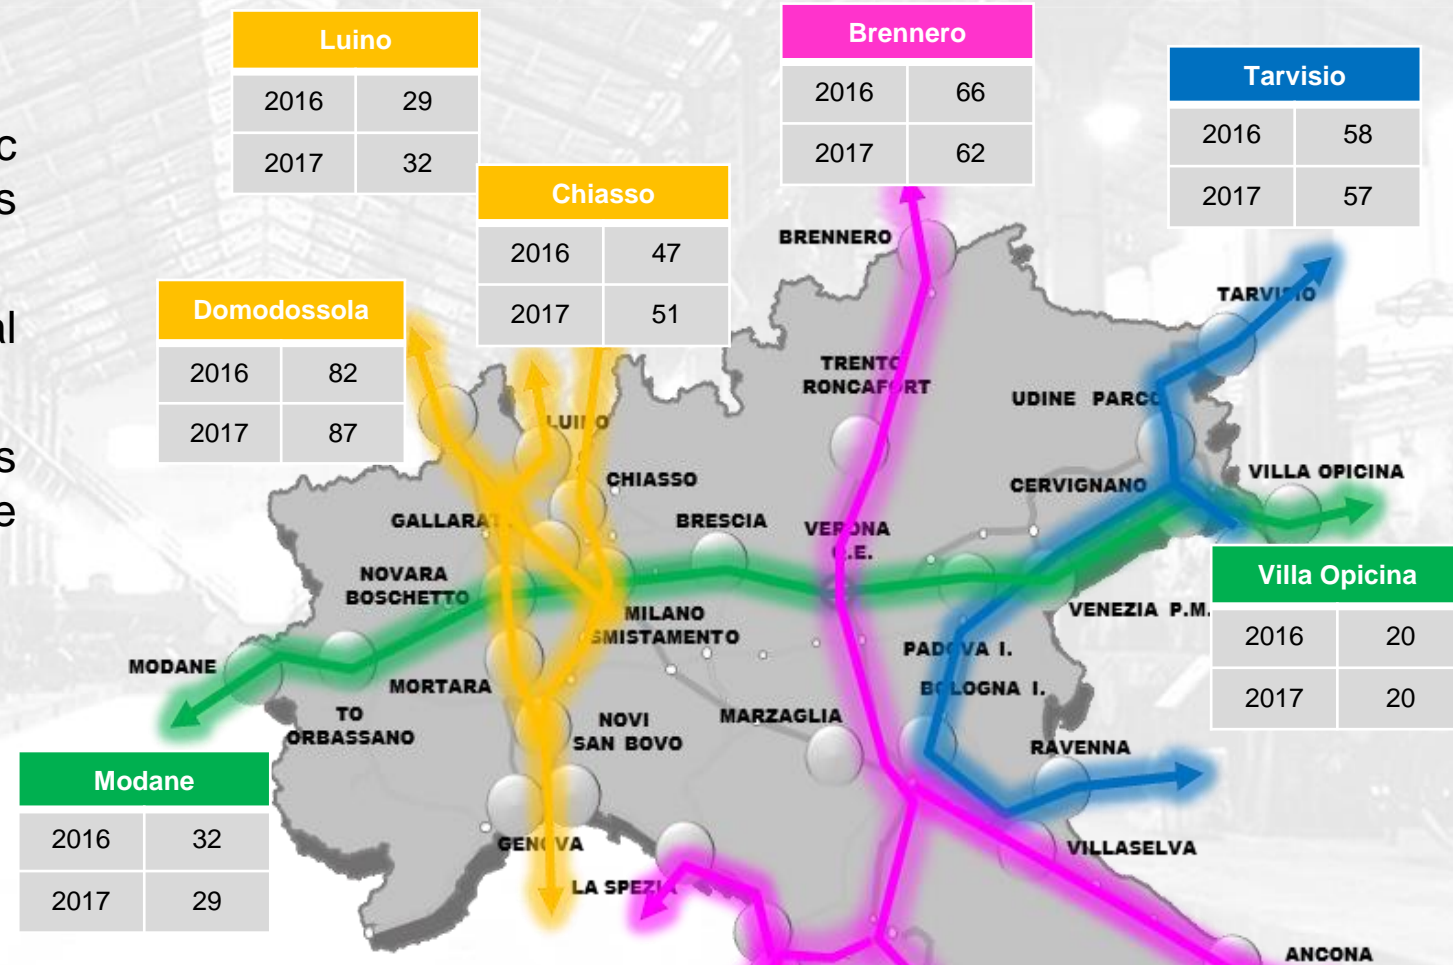 Luino
2016 29
2017 32
Brennero
2016 66
2017 62
Tarvisio
2016 58
2017 57
Chiasso
2016 47
2017 51
Domodossola
2016 82
2017 87
c
s
al
s
e
BRENNERO
TARVISIO
TRENTO
RONCAFORT
UDINE PARCO
LUINO
CHIASSO
VILLA OPICINA
CERVIGNANO
GALLARATE
BRESCIA
VERONA
Q.E.
NOVARA
BOSCHETTO
Villa Opicina
2016 20
2017 20
VENEZIA P.M.
MILANO
SMISTAMENTO
PADOVA I.
MODANE
MORTARA
BOLOGNA I.
TO
ORBASSANO
NOVI
SAN BOVO
MARZAGLIA
RAVENNA
Modane
2016 32
2017 29
GENOVA
VILLASELVA
LA SPEZIA
ANCONA